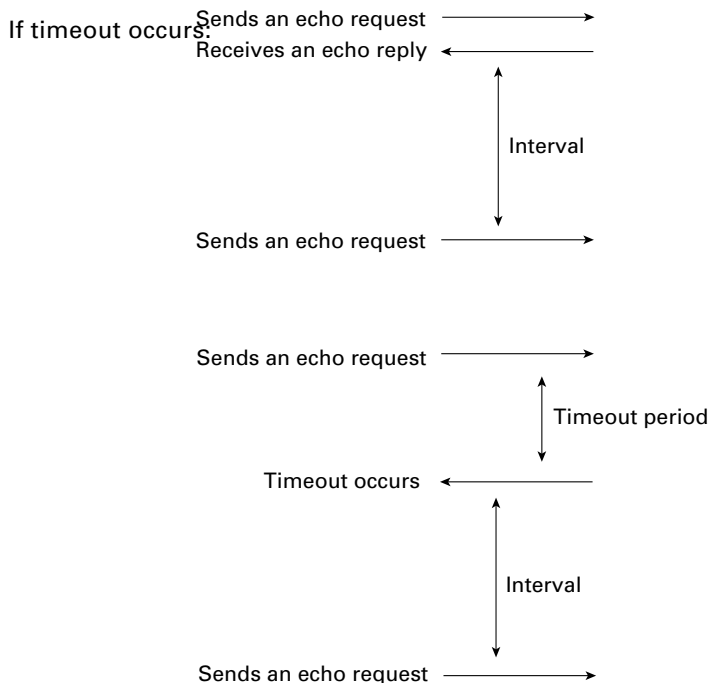 Sends an echo request
If timeout occurs:
Receives an echo reply
Interval
Sends an echo request
Sends an echo request
Timeout period
Timeout occurs
Interval
Sends an echo request